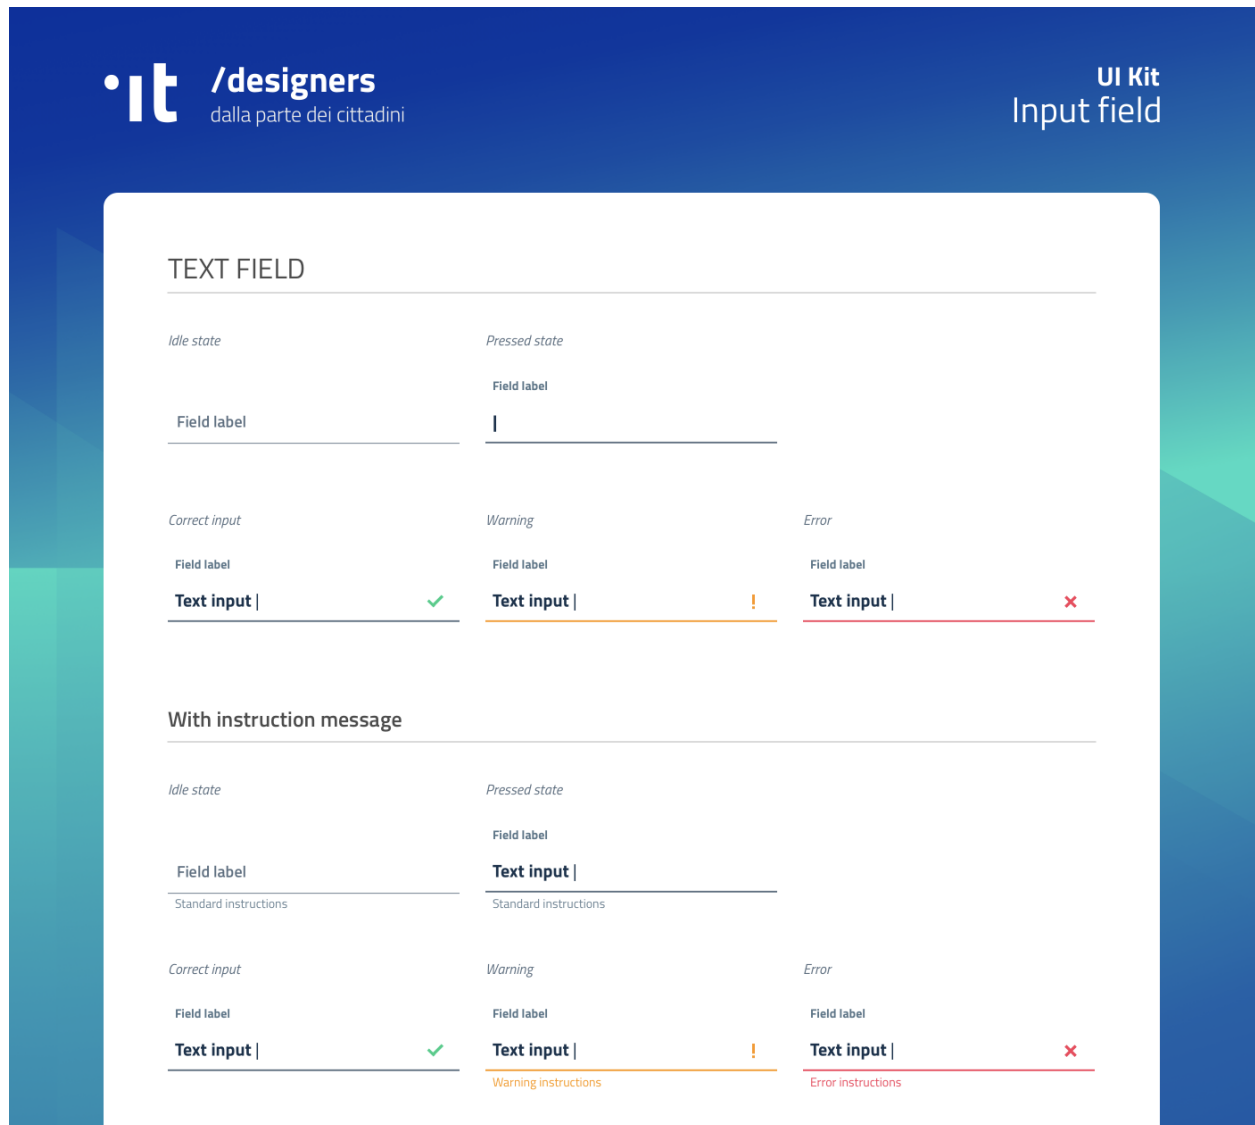 it
/designers
dalla parte dei cittadini
UI Kit
Input field
TEXT FIELD
Idle state
Pressed state
Field label
Field label
Correct input
Warning
Error
Field label
Field label
Field label
Text input
Text input
Text input
With instruction message
Idle state
Pressed state
Field label
Field label
Text input
Standard instructions
Standard instructions
Correct input
Warning
Error
Field label
Field label
Field label
Text input
Text input
Text input
Warning instructions
Error instructions